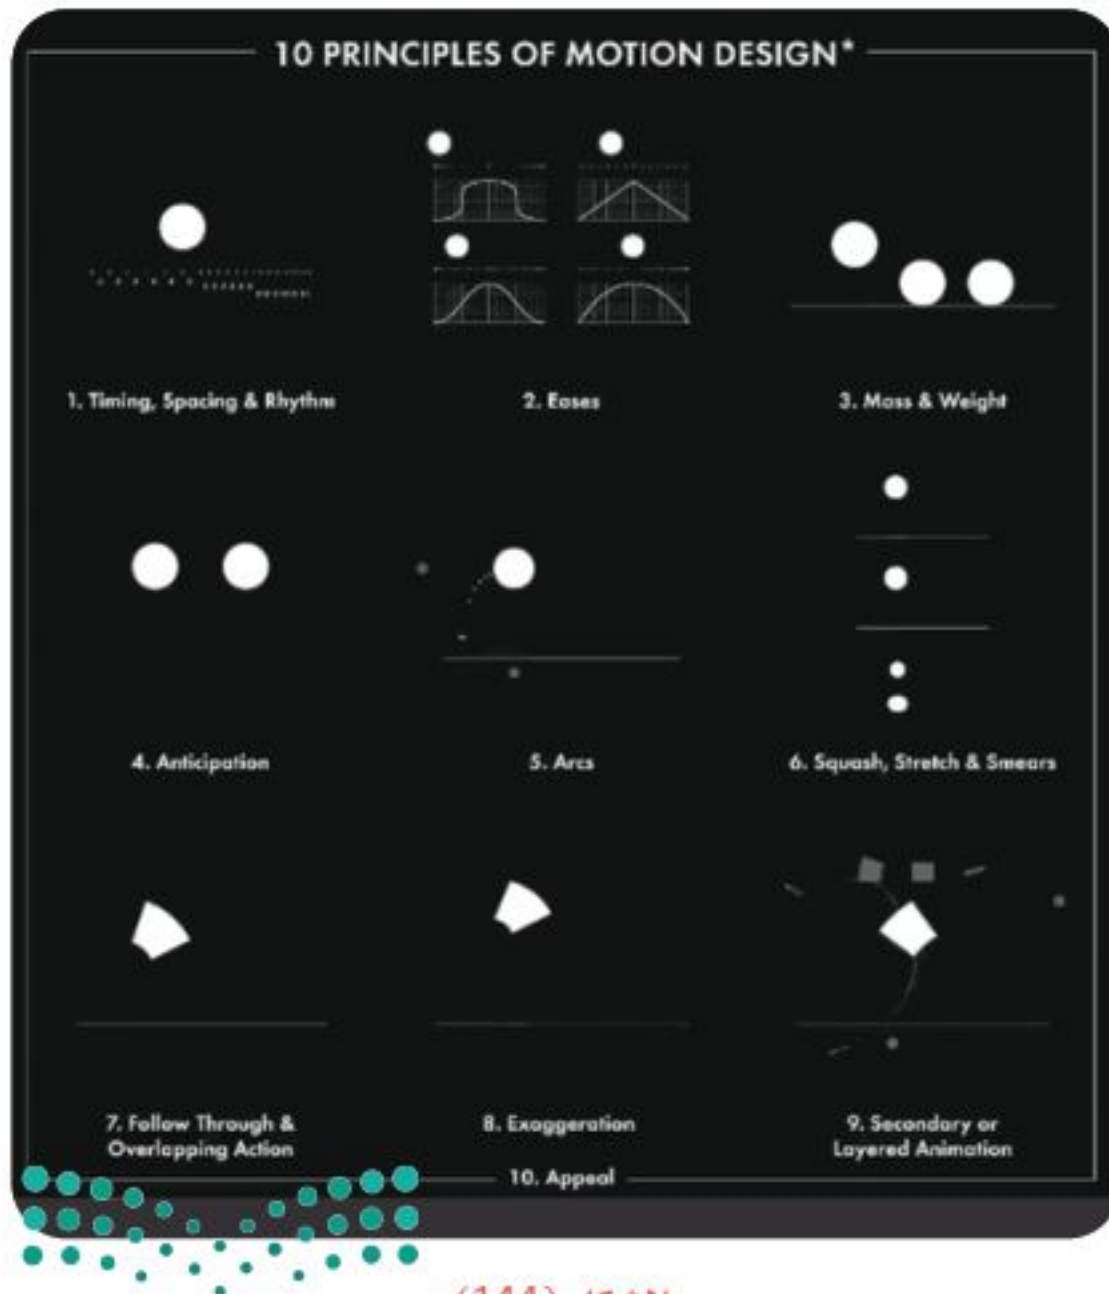 10 PRINCIPLES OF MOTION DESIGN*
1. Timing, Spacing & Rhythm
2. Eases
3. Mass & Weight
4. Anticipation
5. Arcs
6. Squash, Stretch & Smears
7. Follow Through &
Overlapping Action
8. Exaggeration
9. Secondary or
Layered Animation
10. Appeal